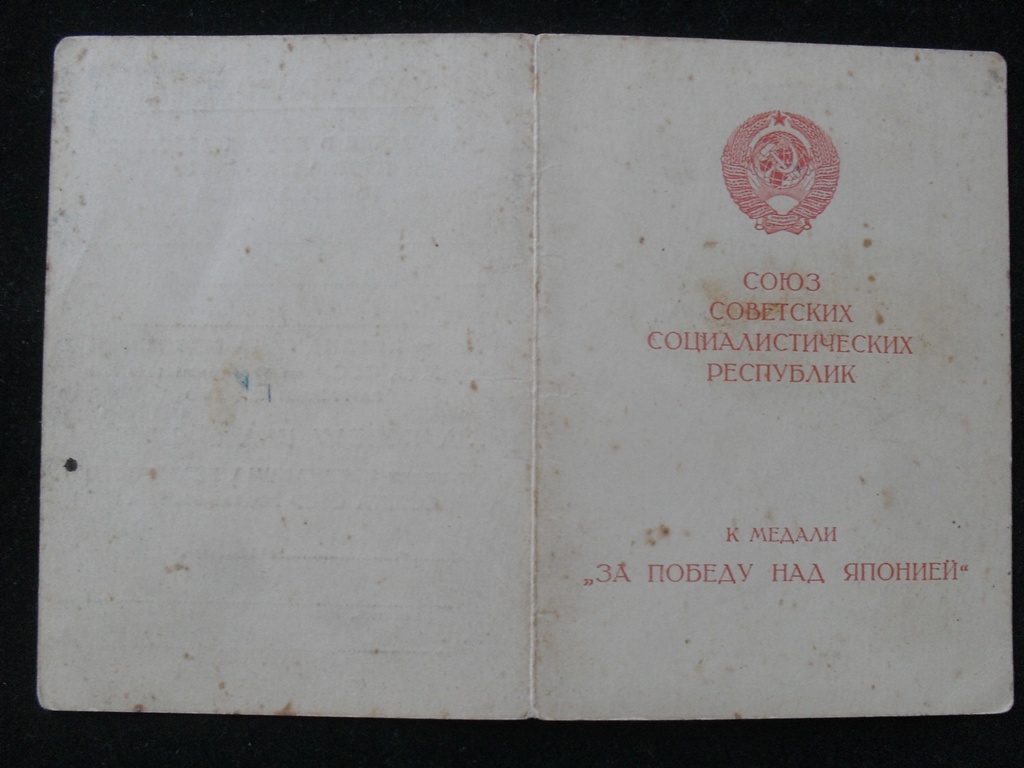 СОЮЗ
СОВЕТСКИХ
СОЦИАЛИСТИЧЕСКИХ
РЕСПУБЛИК
К МЕДАЛИ
„ЗА ПОБЕДУ НАД ЯПОНИЕЙ“